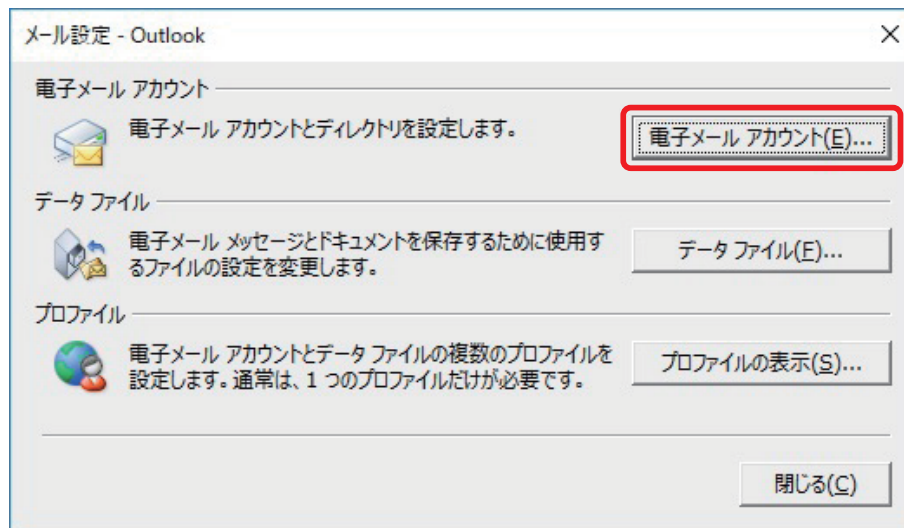 メール設定 - Outlook
電子メール アカウント
電子メール アカウントとディレクトリを設定します。
電子メール アカウント(E)...
データ ファイル
電子メール メッセージとドキュメントを保存するために使用す
るファイルの設定を変更します。
データ ファイル(F)...
プロファイル
電子メール アカウントとデータ ファイルの複数のプロファイルを
設定します。通常は、1 つのプロファイルだけが必要です。
プロファイルの表示(S)...
閉じる(C)